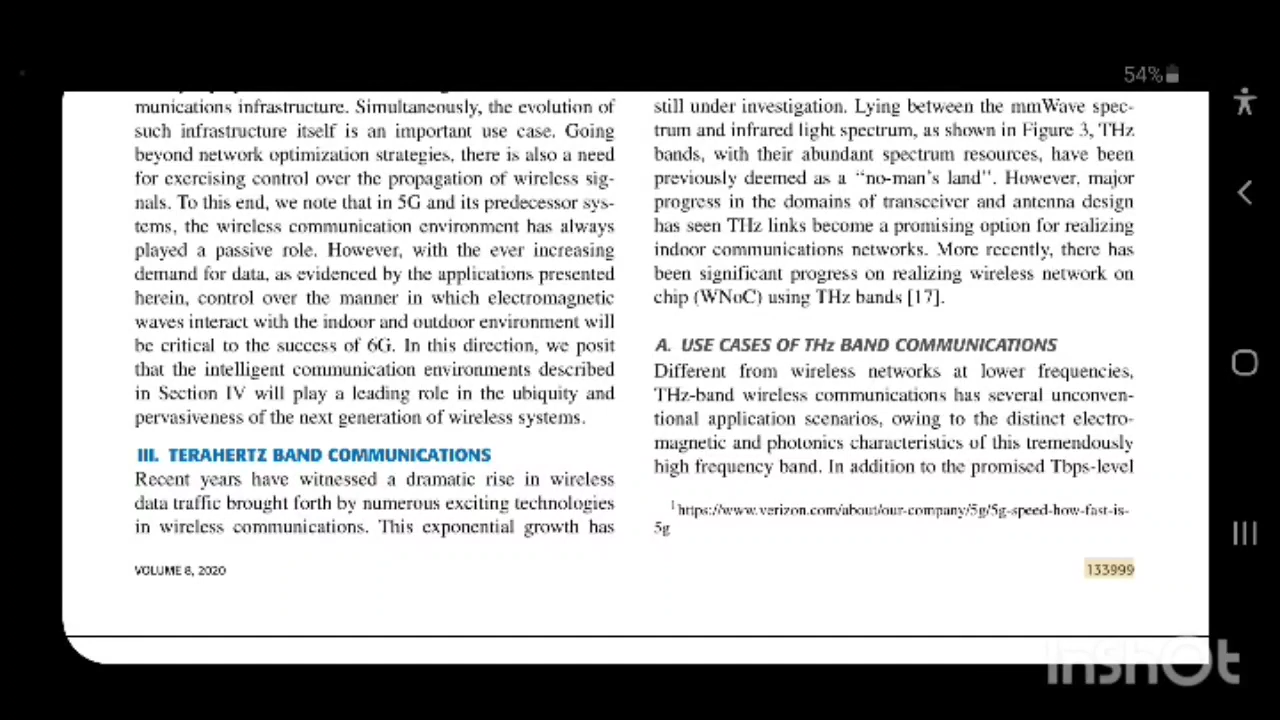 54%
munications infrastructure. Simultaneously, the evolution of
such infrastructure itself is an important use case. Going
beyond network optimization strategies, there is also a need
for exercising control over the propagation of wireless sig-
nals. To this end, we note that in 5G and its predecessor sys-
tems, the wireless communication environment has always
played a passive role. However, with the ever increasing
demand for data, as evidenced by the applications presented
herein, control over the manner in which electromagnetic
waves interact with the indoor and outdoor environment will
be critical to the success of 6G. In this direction, we posit
that the intelligent communication environments described
in Section IV will play a leading role in the ubiquity and
pervasiveness of the next generation of wireless systems.
III. TERAHERTZ BAND COMMUNICATIONS
Recent years have witnessed a dramatic rise in wireless
data traffic brought forth by numerous exciting technologies
in wireless communications. This exponential growth has
still under investigation. Lying between the mmWave spec-
trum and infrared light spectrum, as shown in Figure 3, THz
bands, with their abundant spectrum resources, have been
previously deemed as a “no-man’s land”. However, major
progress in the domains of transceiver and antenna design
has seen THz links become a promising option for realizing
indoor communications networks. More recently, there has
been significant progress on realizing wireless network on
chip (WNoC) using THz bands [17].
A. USE CASES OF THz BAND COMMUNICATIONS
Different from wireless networks at lower frequencies,
THz-band wireless communications has several unconven-
tional application scenarios, owing to the distinct electro-
magnetic and photonics characteristics of this tremendously
high frequency band. In addition to the promised Tbps-level
1 https://www.verizon.com/about/our-company/5g/5g-speed-how-fast-is-
5g
VOLUME 8, 2020
133999
InShOt